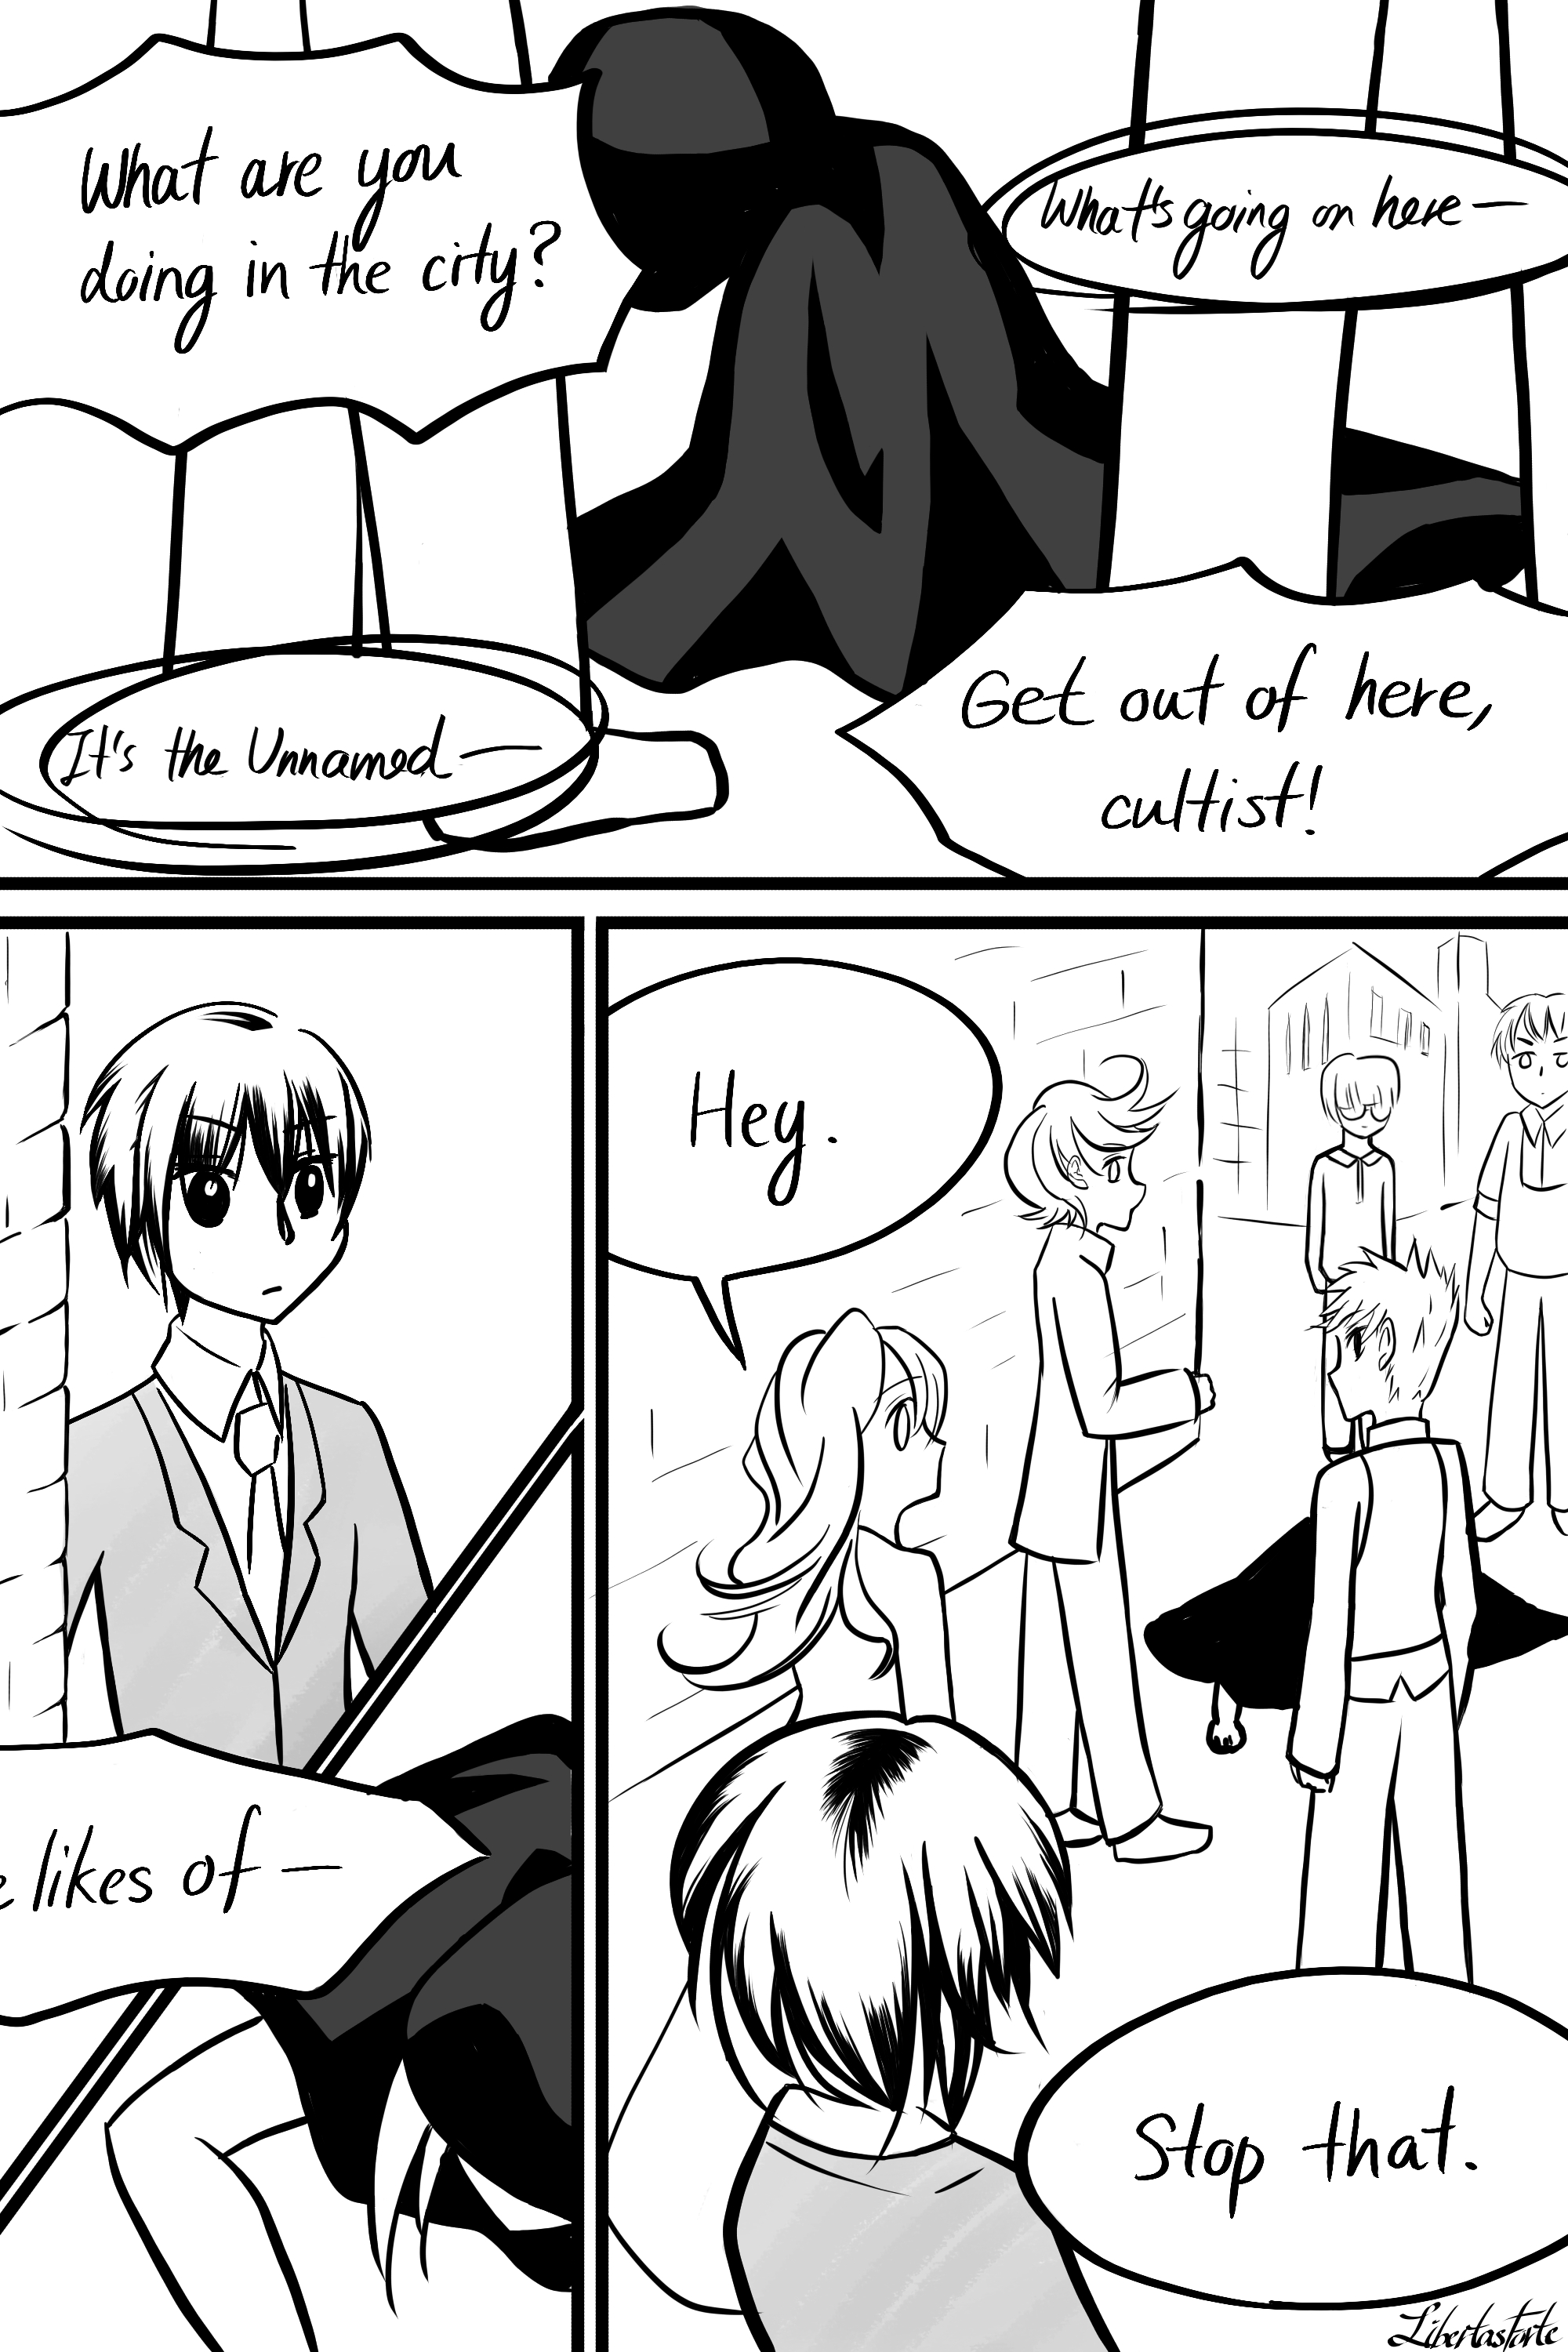 What are you
doing in the city?
What's going on here—
It's the Unnamed—
Get out of here,
cultist!
Hey.
likes of—
Stop that.
Libertasforte